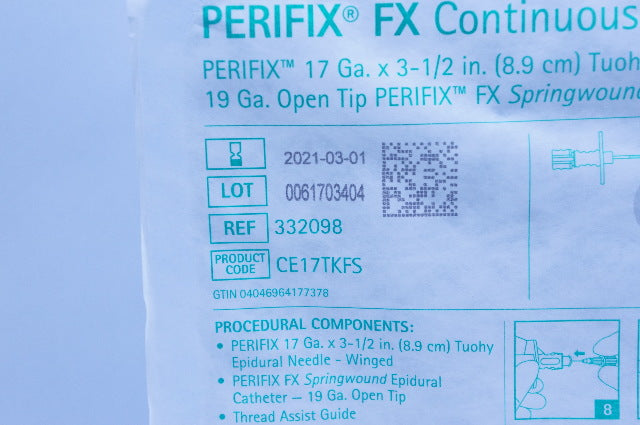 PERIFIX® FX Continuous
PERIFIX™ 17 Ga. x 3-1/2 in. (8.9 cm) Tuoh
19 Ga. Open Tip PERIFIX™ FX Springwound
2021-03-01
LOT 0061703404
REF 332098
PRODUCT
CODE CE17TKFS
GTIN 04046964177378
PROCEDURAL COMPONENTS:
• PERIFIX 17 Ga. x 3-1/2 in. (8.9 cm) Tuohy
Epidural Needle - Winged
• PERIFIX FX Springwound Epidural
Catheter — 19 Ga. Open Tip
• Thread Assist Guide
8